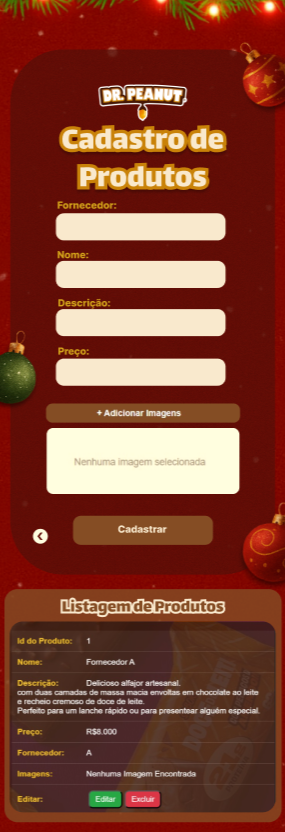 DR. PEANUT
Cadastro de
Produtos
Fornecedor:
Nome:
Descrição:
Preço:
+ Adicionar Imagens
Nenhuma imagem selecionada
Cadastrar
Listagem de Produtos
Id do Produto: 1
Nome: Fornecedor A
Descrição: Delicioso alfajor artesanal.
com duas camadas de massa macia envoltas em chocolate ao leite
e recheio cremoso de doce de leite.
Perfeito para um lanche rápido ou para presentear alguém especial.
Preço: R$8.000
Fornecedor: A
Imagens: Nenhuma Imagem Encontrada
Editar: Editar Excluir